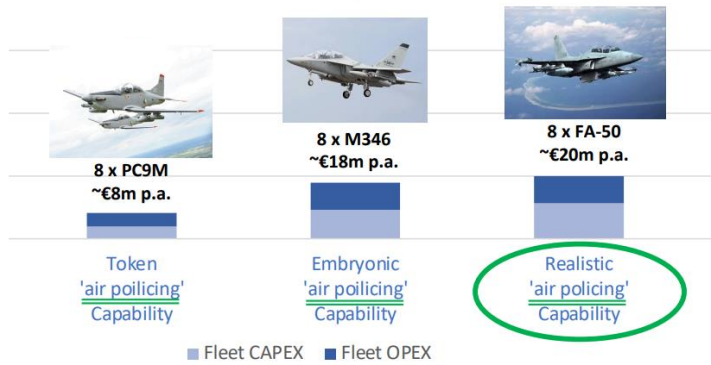 8 x PC9M
~€8m p.a.
8 x M346
~€18m p.a.
8 x FA-50
~€20m p.a.
Token
'air poilicing'
Capability
Embryonic
'air poilicing'
Capability
Realistic
'air policing'
Capability
Fleet CAPEX
Fleet OPEX